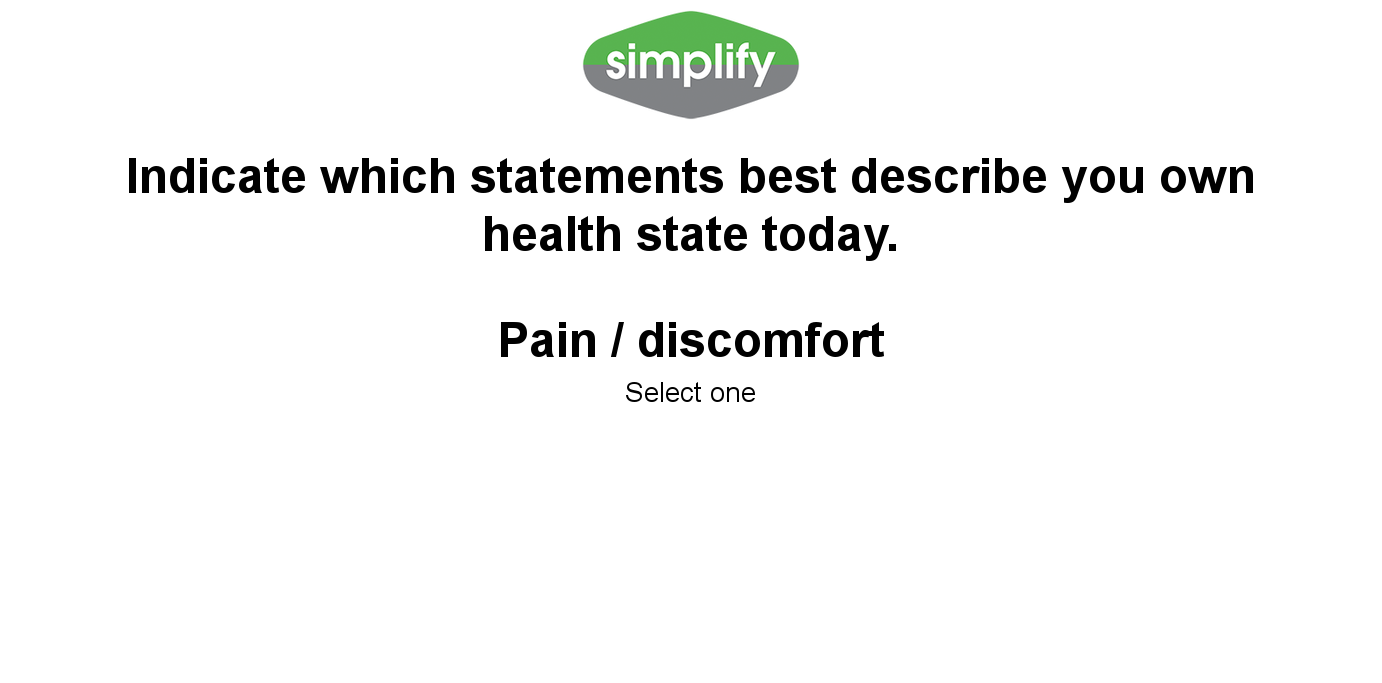 simplify
Indicate which statements best describe you own
health state today.
Pain / discomfort
Select one